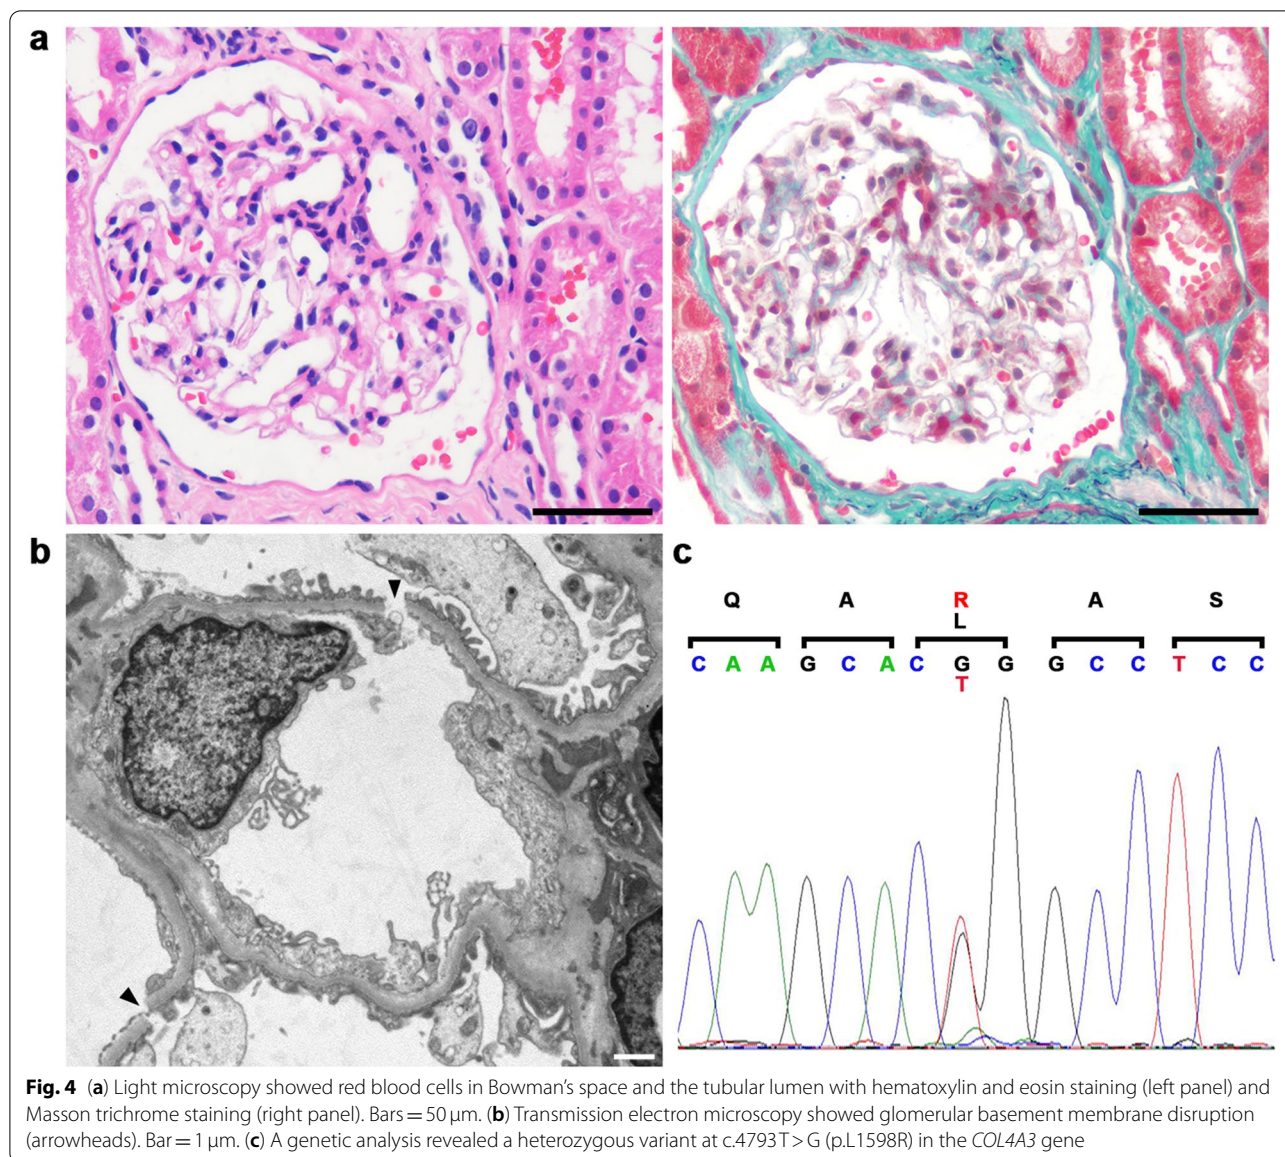 a
b
c
Q A R A S
L
C A A G C A C G G G C C T C C
T
Fig. 4 (a) Light microscopy showed red blood cells in Bowman's space and the tubular lumen with hematoxylin and eosin staining (left panel) and
Masson trichrome staining (right panel). Bars = 50 μm. (b) Transmission electron microscopy showed glomerular basement membrane disruption
(arrowheads). Bar = 1 μm. (c) A genetic analysis revealed a heterozygous variant at c.4793T > G (p.L1598R) in the COL4A3 gene